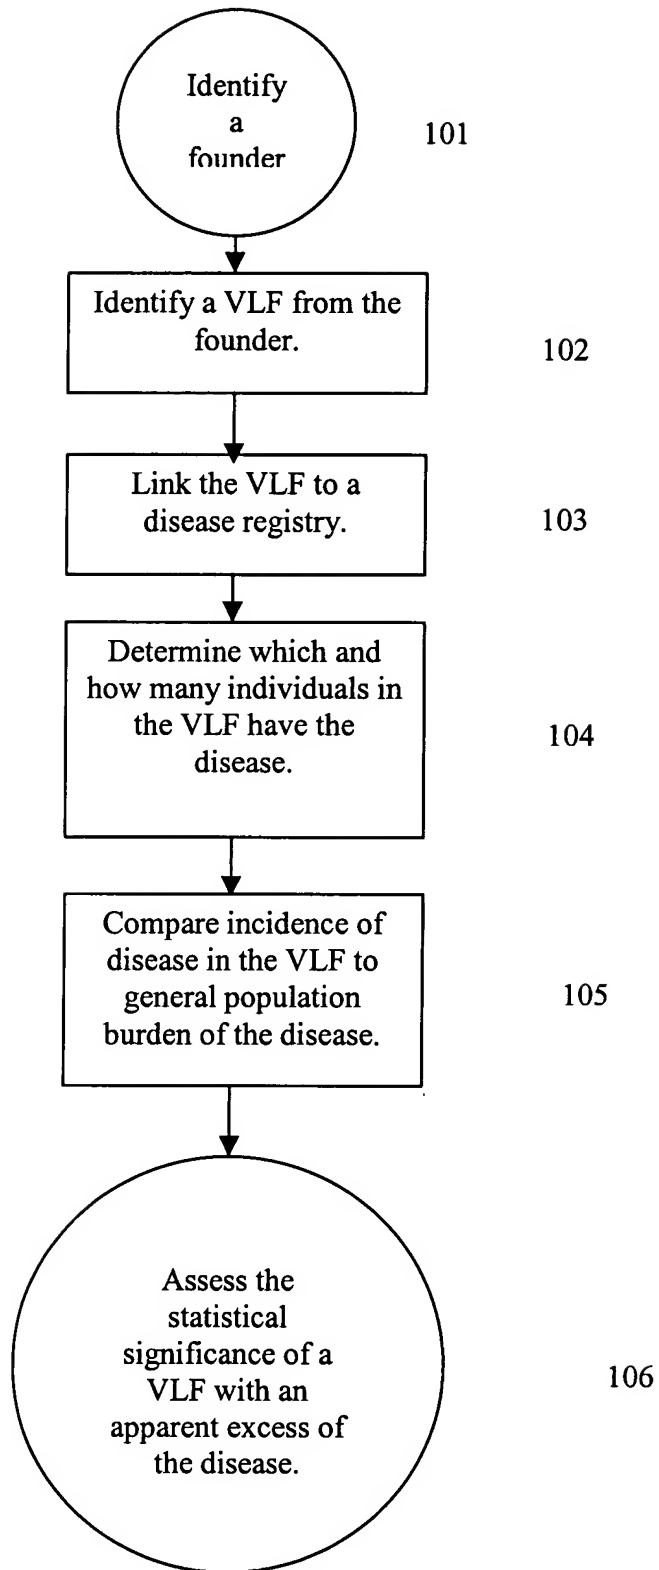 Identify
a
founder
101
Identify a VLF from the
founder.
102
Link the VLF to a
disease registry.
103
Determine which and
how many individuals in
the VLF have the
disease.
104
Compare incidence of
disease in the VLF to
general population
burden of the disease.
105
Assess the
statistical
significance of a
VLF with an
apparent excess of
the disease.
106